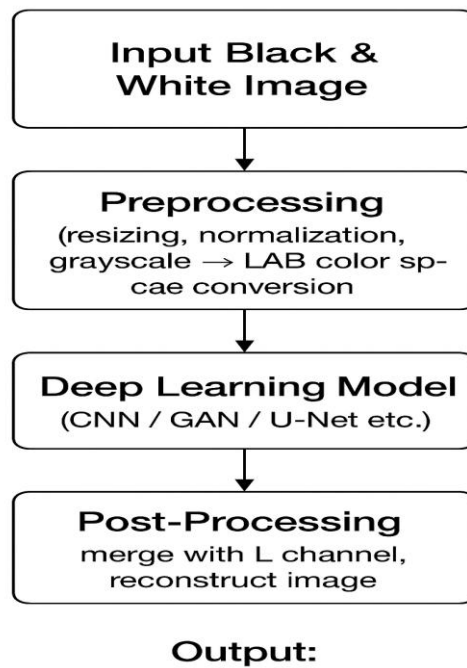 Input Black &
White Image
Preprocessing
(resizing, normalization,
grayscale → LAB color sp-
cae conversion
Deep Learning Model
(CNN / GAN / U-Net etc.)
Post-Processing
merge with L channel,
reconstruct image
Output: